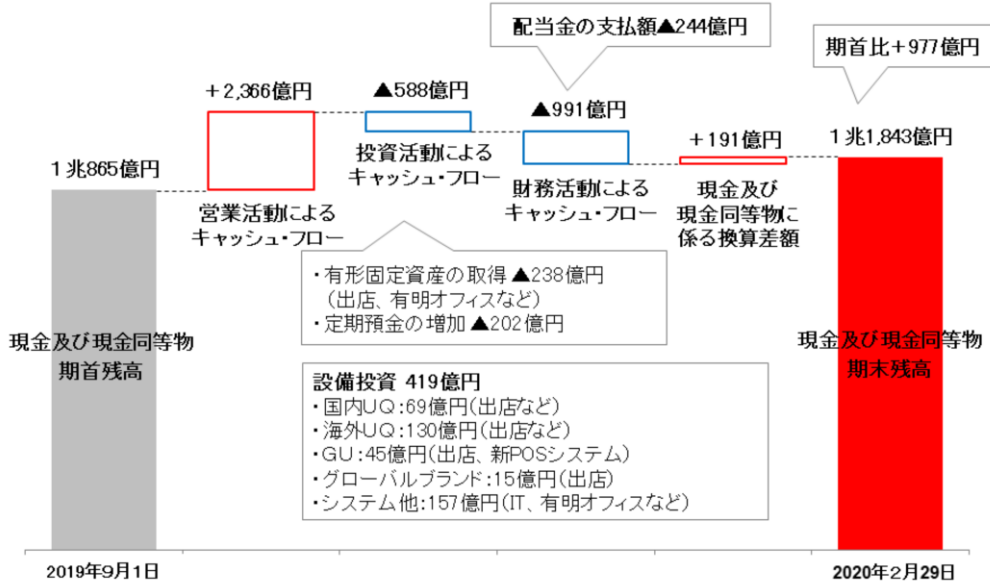 配当金の支払額▲244億円
期首比＋977億円
＋2,366億円
▲588億円
▲991億円
＋191億円
1兆1,843億円
1兆865億円
投資活動による
キャッシュ・フロー
営業活動による
キャッシュ・フロー
財務活動による
キャッシュ・フロー
現金及び
現金同等物に
係る換算差額
・有形固定資産の取得 ▲238億円
（出店、有明オフィスなど）
・定期預金の増加 ▲202億円
現金及び現金同等物
期首残高
現金及び現金同等物
期末残高
設備投資 419億円
・国内UQ：69億円（出店など）
・海外UQ：130億円（出店など）
・GU：45億円（出店、新POSシステム）
・グローバルブランド：15億円（出店）
・システム他：157億円（IT、有明オフィスなど）
2019年9月1日
2020年2月29日